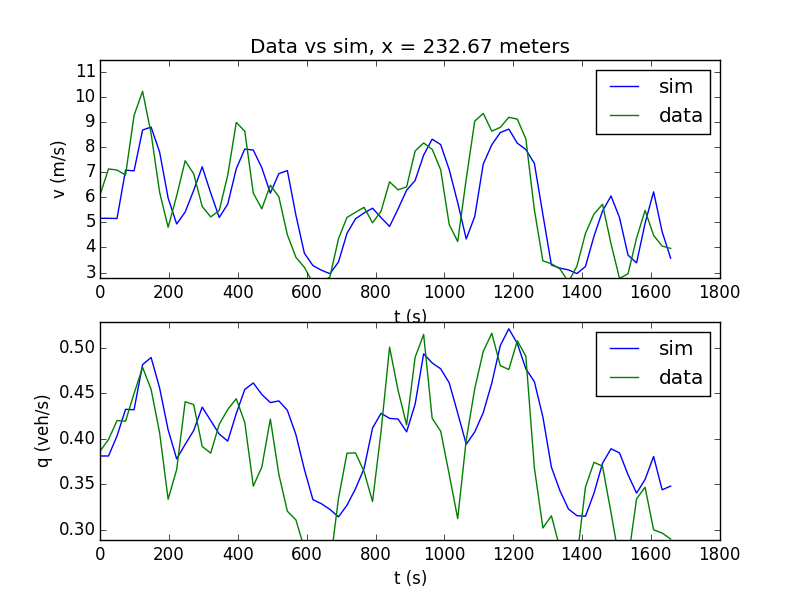 Data vs sim, x = 232.67 meters
v (m/s)
11
10
9
8
7
6
5
4
3
sim
data
0 200 400 600 800 1000 1200 1400 1600 1800
t (s)
q (veh/s)
0.50
0.45
0.40
0.35
0.30
sim
data
0 200 400 600 800 1000 1200 1400 1600 1800
t (s)